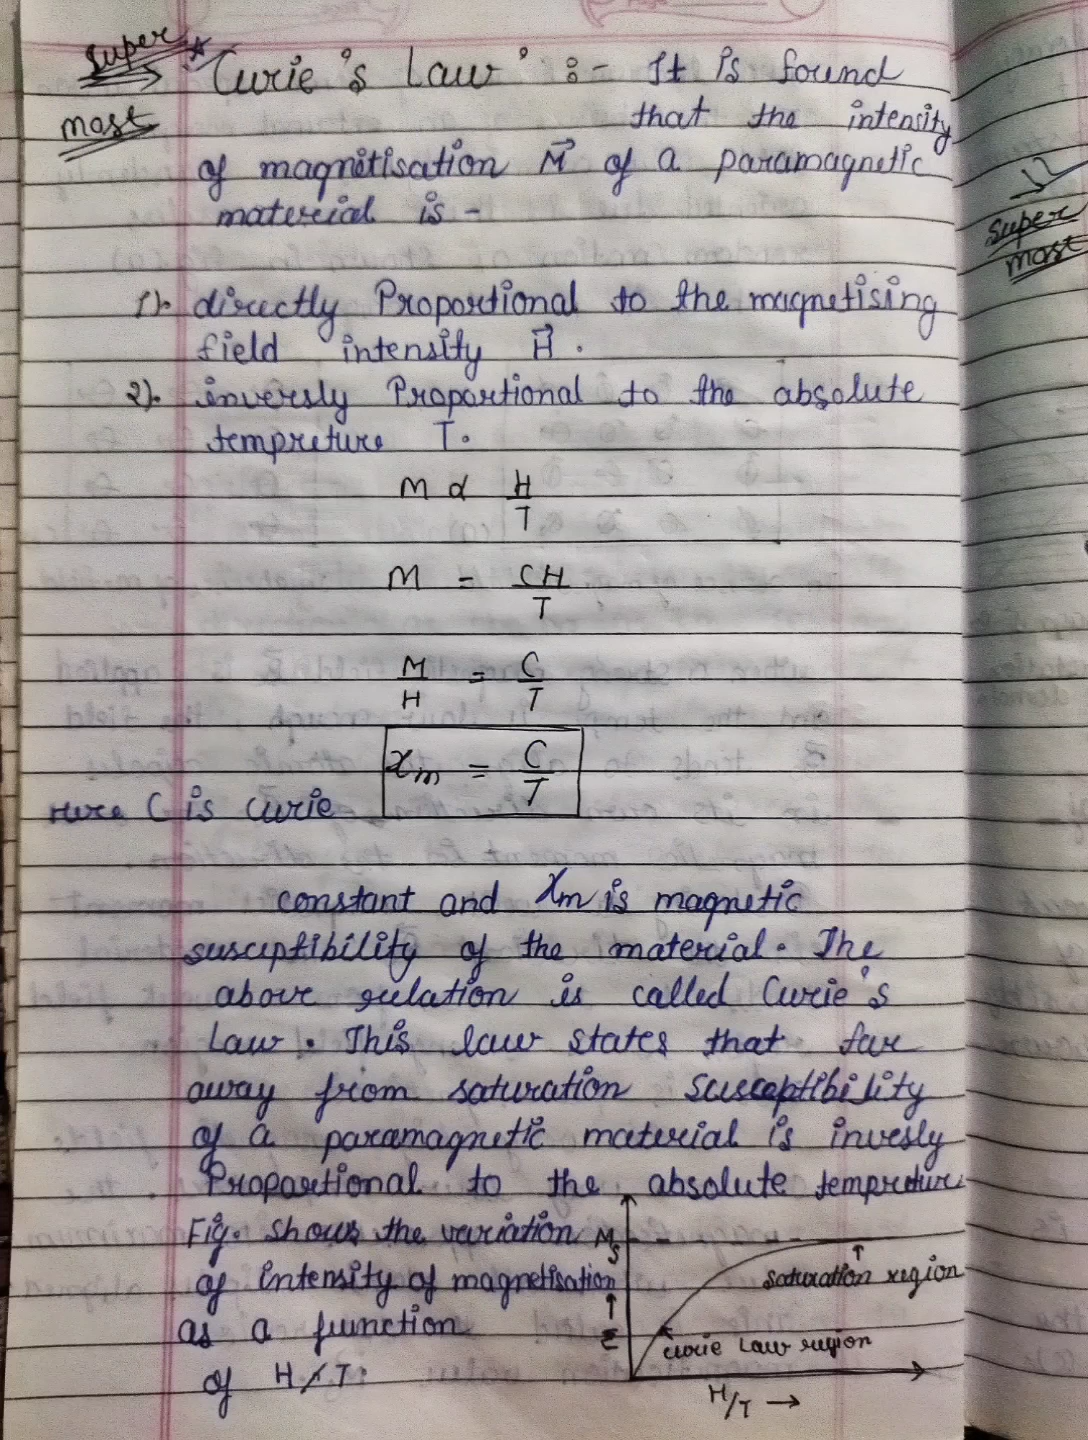 Super
most
* Curie's Law' :- It is found
that the intensity
of magnitisation M⃗ of a paramagnetic
material is -
1). directly Proportional to the magnetising
field intensity H⃗.
2). inversly Proportional to the absolute
tempreture T.
M ∝ H/T
M = CH/T
M/H = C/T
χm = C/T
Here C is Curie
constant and χm is magnetic
susceptibility of the material. The
above relation is called Curie's
Law. This law states that far
away from saturation susceptibility
of a paramagnetic material is invesly
Proportional to the absolute tempreture
Fig. Shows the variation
of intensity of magnetisation
as a function
of H/T.
Ms
saturation region
M →
Curie Law region
H/T →
Super
most